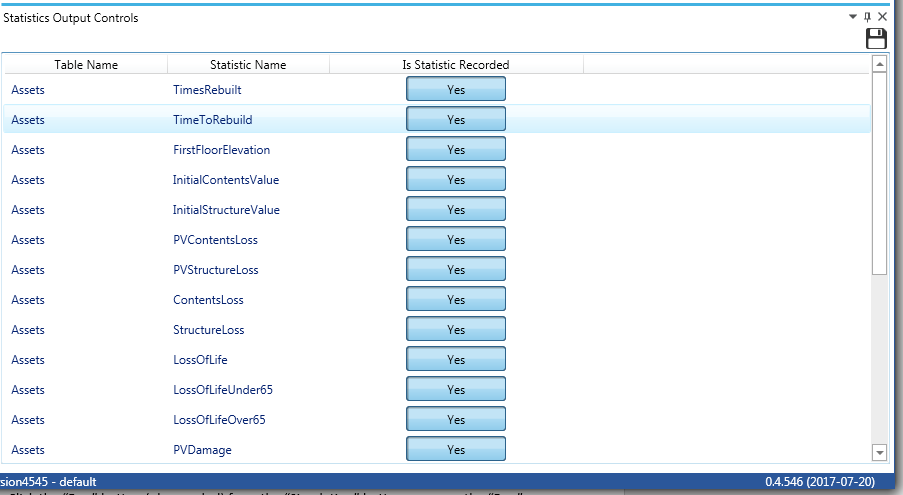 Statistics Output Controls
Table Name Statistic Name Is Statistic Recorded
Assets TimesRebuilt Yes
Assets TimeToRebuild Yes
Assets FirstFloorElevation Yes
Assets InitialContentsValue Yes
Assets InitialStructureValue Yes
Assets PVContentsLoss Yes
Assets PVStructureLoss Yes
Assets ContentsLoss Yes
Assets StructureLoss Yes
Assets LossOfLife Yes
Assets LossOfLifeUnder65 Yes
Assets LossOfLifeOver65 Yes
Assets PVDamage Yes
sion4545 - default 0.4.546 (2017-07-20)